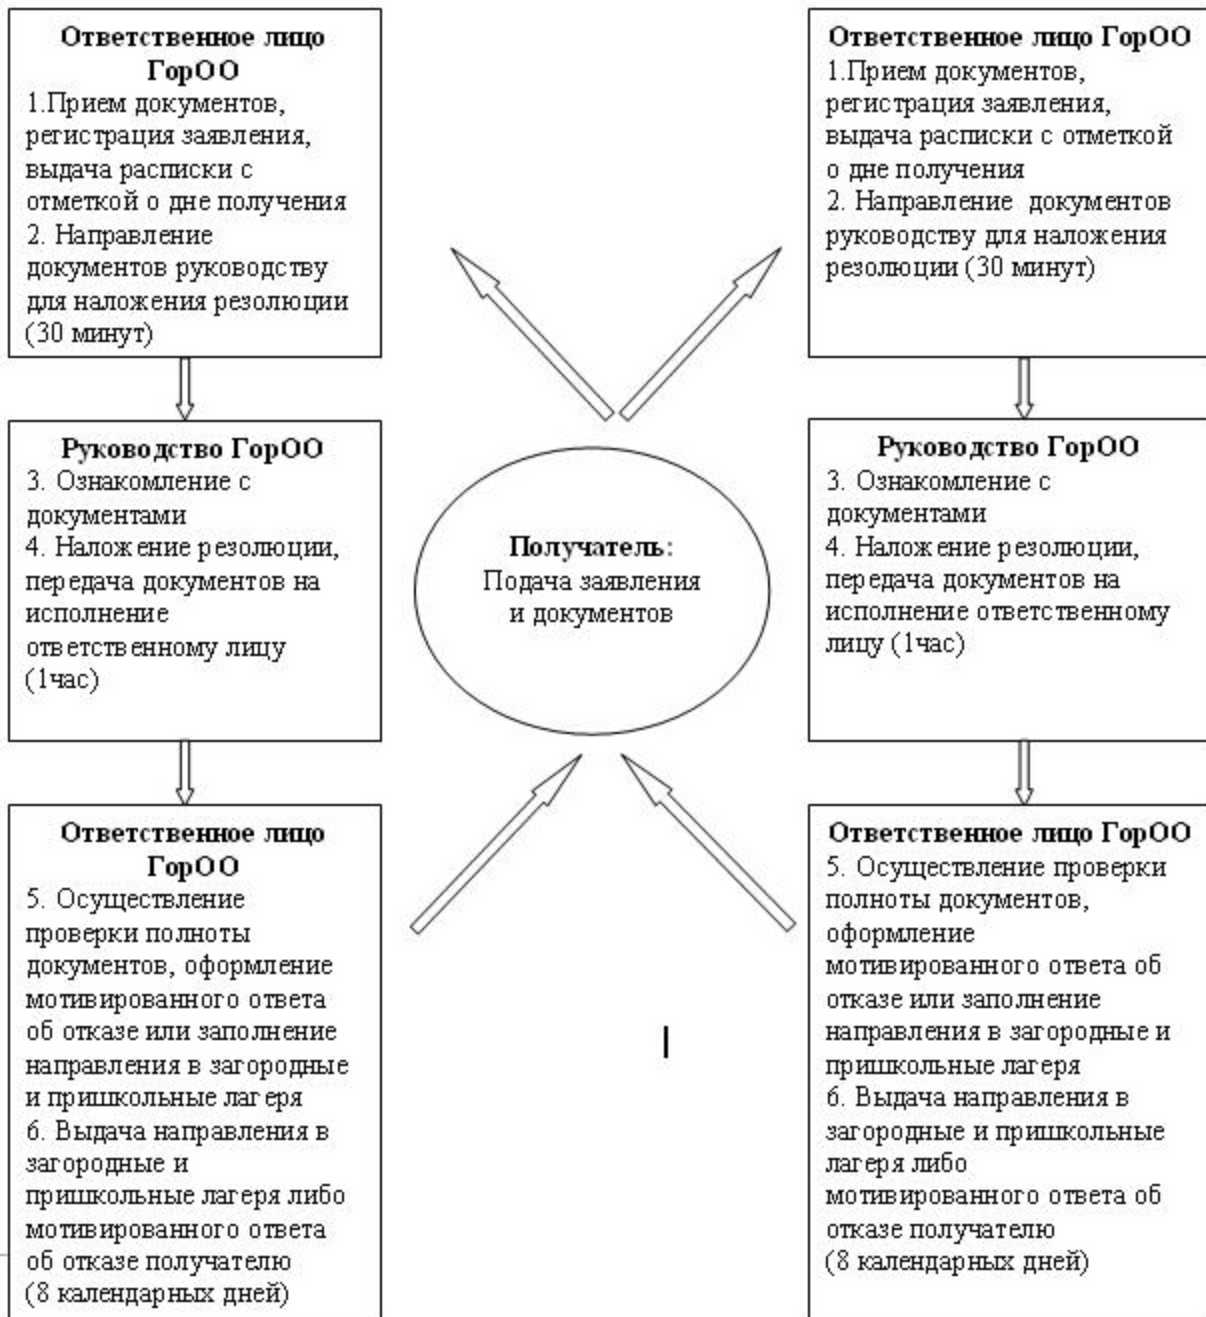 Ответственное лицо
ГорОО
1.Прием документов,
регистрация заявления,
выдача расписки с
отметкой о дне получения
2. Направление
документов руководству
для наложения резолюции
(30 минут)
Руководство ГорОО
3. Ознакомление с
документами
4. Наложение резолюции,
передача документов на
исполнение
ответственному лицу
(1час)
Ответственное лицо
ГорОО
5. Осуществление
проверки полноты
документов, оформление
мотивированного ответа
об отказе или заполнение
направления в загородные
и пришкольные лагеря
6. Выдача направления в
загородные и
пришкольные лагеря либо
мотивированного ответа
об отказе получателю
(8 календарных дней)
Получатель:
Подача заявления
и документов
Ответственное лицо ГорОО
1.Прием документов,
регистрация заявления,
выдача расписки с отметкой
о дне получения
2. Направление документов
руководству для наложения
резолюции (30 минут)
Руководство ГорОО
3. Ознакомление с
документами
4. Наложение резолюции,
передача документов на
исполнение ответственному
лицу (1час)
Ответственное лицо ГорОО
5. Осуществление проверки
полноты документов,
оформление
мотивированного ответа об
отказе или заполнение
направления в загородные и
пришкольные лагеря
6. Выдача направления в
загородные и пришкольные
лагеря либо
мотивированного ответа об
отказе получателю
(8 календарных дней)